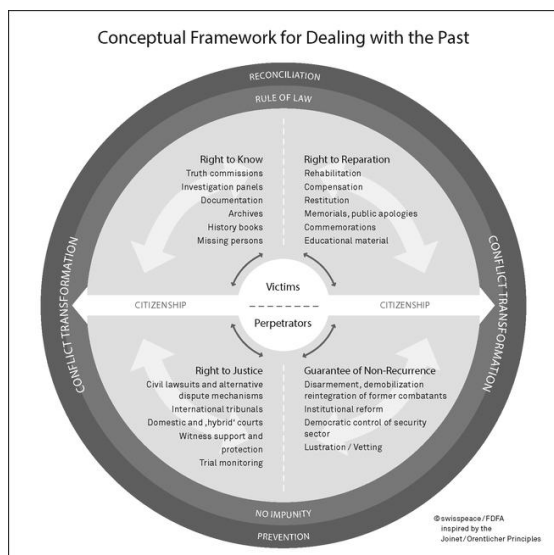 Conceptual Framework for Dealing with the Past
RECONCILIATION
RULE OF LAW
Right to Know
Truth commissions
Investigation panels
Documentation
Archives
History books
Missing persons
Right to Reparation
Rehabilitation
Compensation
Restitution
Memorials, public apologies
Commemorations
Educational material
CONFLICT TRANSFORMATION
CITIZENSHIP
Victims
Perpetrators
CITIZENSHIP
CONFLICT TRANSFORMATION
Right to Justice
Civil lawsuits and alternative
dispute mechanisms
International tribunals
Domestic and ‚hybrid‘ courts
Witness support and
protection
Trial monitoring
Guarantee of Non-Recurrence
Disarmement, demobilization
reintegration of former combatants
Institutional reform
Democratic control of security
sector
Lustration / Vetting
NO IMPUNITY
PREVENTION
© swisspeace / FDFA
inspired by the
Joinet / Orentlicher Principles